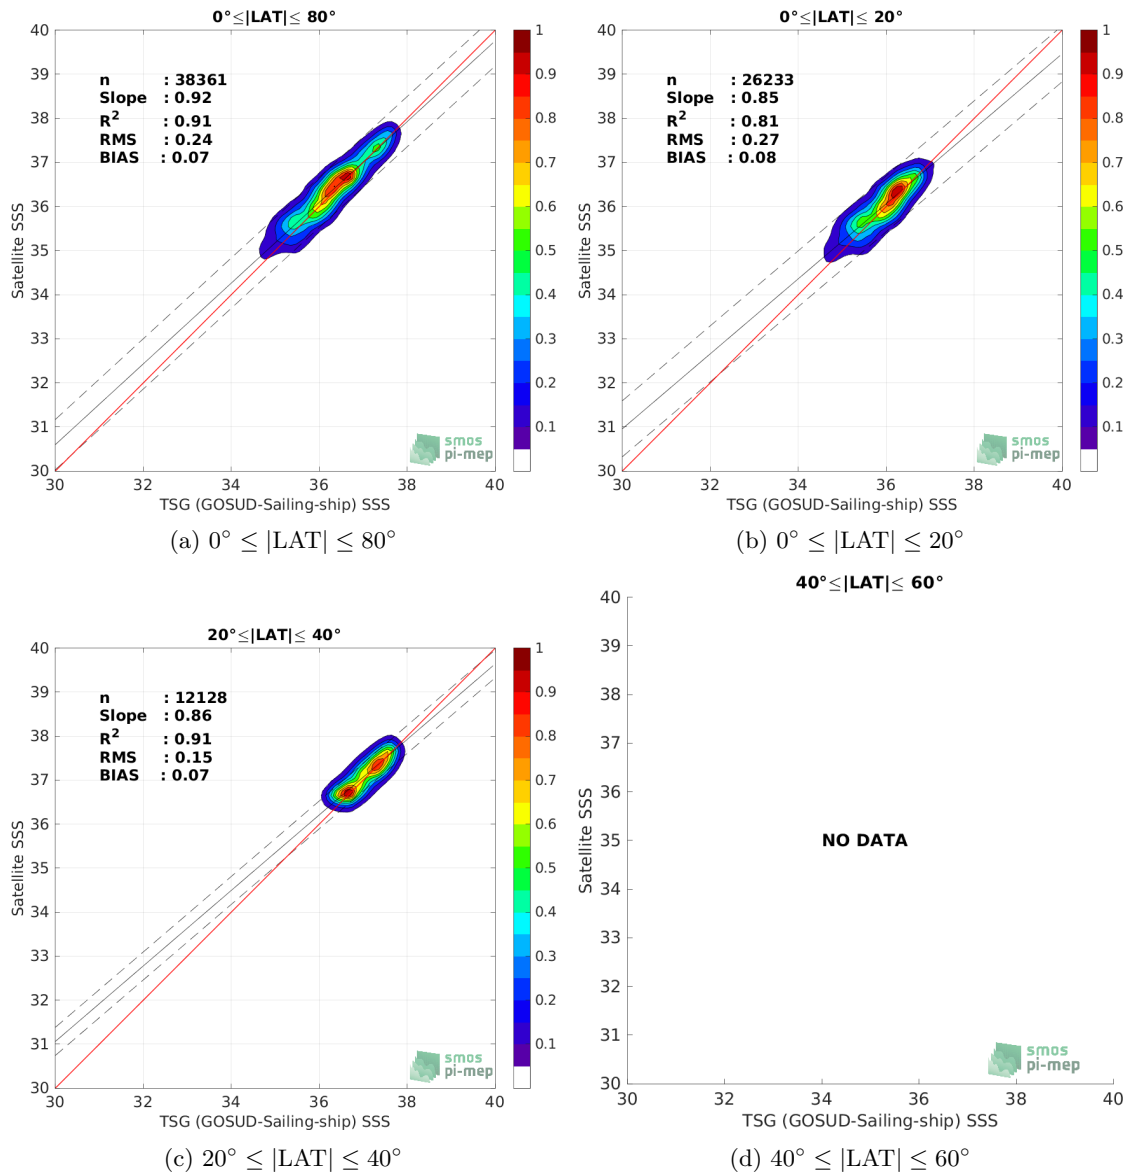 0°≤|LAT|≤ 80°
40
39
38
37
36
35
34
33
32
31
30
Satellite SSS
n : 38361
Slope : 0.92
R2 : 0.91
RMS : 0.24
BIAS : 0.07
smos
pi-mep
30 32 34 36 38 40
TSG (GOSUD-Sailing-ship) SSS
1
0.9
0.8
0.7
0.6
0.5
0.4
0.3
0.2
0.1
(a) 0° ≤ |LAT| ≤ 80°
0°≤|LAT|≤ 20°
40
39
38
37
36
35
34
33
32
31
30
Satellite SSS
n : 26233
Slope : 0.85
R2 : 0.81
RMS : 0.27
BIAS : 0.08
smos
pi-mep
30 32 34 36 38 40
TSG (GOSUD-Sailing-ship) SSS
1
0.9
0.8
0.7
0.6
0.5
0.4
0.3
0.2
0.1
(b) 0° ≤ |LAT| ≤ 20°
20°≤|LAT|≤ 40°
40
39
38
37
36
35
34
33
32
31
30
Satellite SSS
n : 12128
Slope : 0.86
R2 : 0.91
RMS : 0.15
BIAS : 0.07
smos
pi-mep
30 32 34 36 38 40
TSG (GOSUD-Sailing-ship) SSS
1
0.9
0.8
0.7
0.6
0.5
0.4
0.3
0.2
0.1
(c) 20° ≤ |LAT| ≤ 40°
40°≤|LAT|≤ 60°
40
39
38
37
36
35
34
33
32
31
30
Satellite SSS
NO DATA
smos
pi-mep
30 32 34 36 38 40
TSG (GOSUD-Sailing-ship) SSS
(d) 40° ≤ |LAT| ≤ 60°